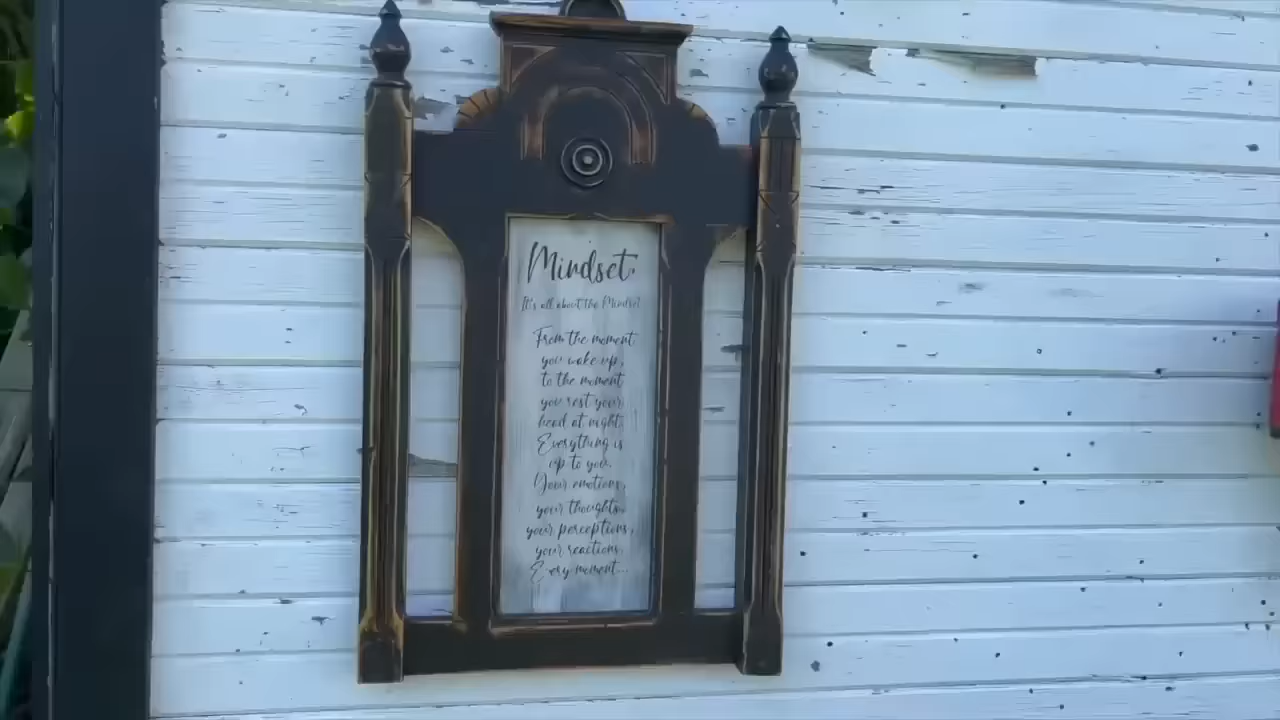 Mindset
It's all about the Mindset
From the moment
you wake up,
to the moment
you rest your
head at night.
Everything is
up to you.
Your emotions,
your thoughts,
your perceptions,
your reactions.
Every moment...